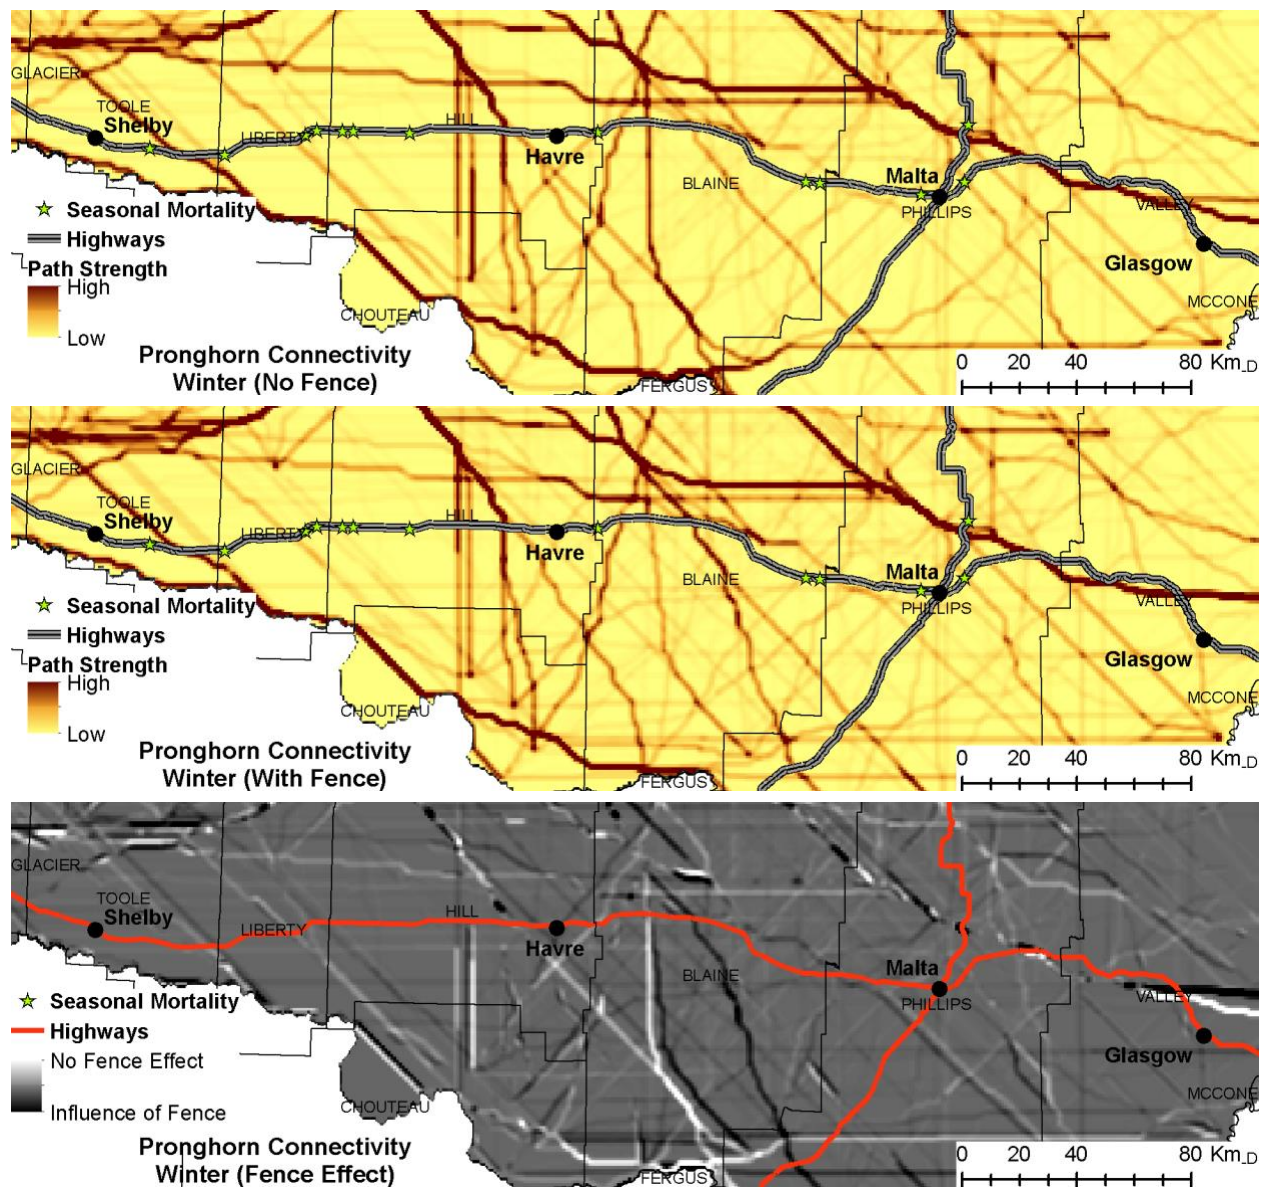 GLACIER
TOOLE
Shelby
LIBERTY
HILL
Havre
BLAINE
Malta
PHILLIPS
VALLEY
Glasgow
MCCONE
CHOUTEAU
FERGUS
Seasonal Mortality
Highways
Path Strength
High
Low
Pronghorn Connectivity
Winter (No Fence)
0 20 40 80 Km
GLACIER
TOOLE
Shelby
LIBERTY
HILL
Havre
BLAINE
Malta
PHILLIPS
VALLEY
Glasgow
MCCONE
CHOUTEAU
FERGUS
Seasonal Mortality
Highways
Path Strength
High
Low
Pronghorn Connectivity
Winter (With Fence)
0 20 40 80 Km
GLACIER
TOOLE
Shelby
LIBERTY
HILL
Havre
BLAINE
Malta
PHILLIPS
VALLEY
Glasgow
MCCONE
CHOUTEAU
FERGUS
Seasonal Mortality
Highways
No Fence Effect
Influence of Fence
Pronghorn Connectivity
Winter (Fence Effect)
0 20 40 80 Km